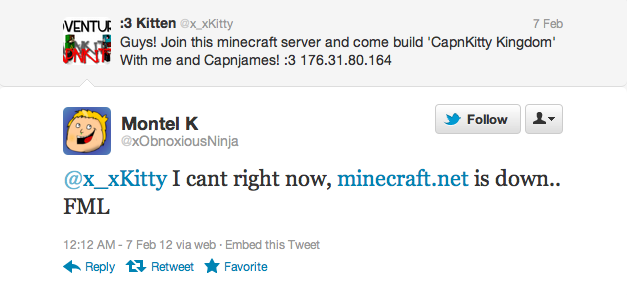 :3 Kitten @x_xKitty 7 Feb
Guys! Join this minecraft server and come build 'CapnKitty Kingdom'
With me and Capnjames! :3 176.31.80.164
Montel K
@xObnoxiousNinja
Follow
@x_xKitty I cant right now, minecraft.net is down..
FML
12:12 AM - 7 Feb 12 via web · Embed this Tweet
Reply Retweet Favorite